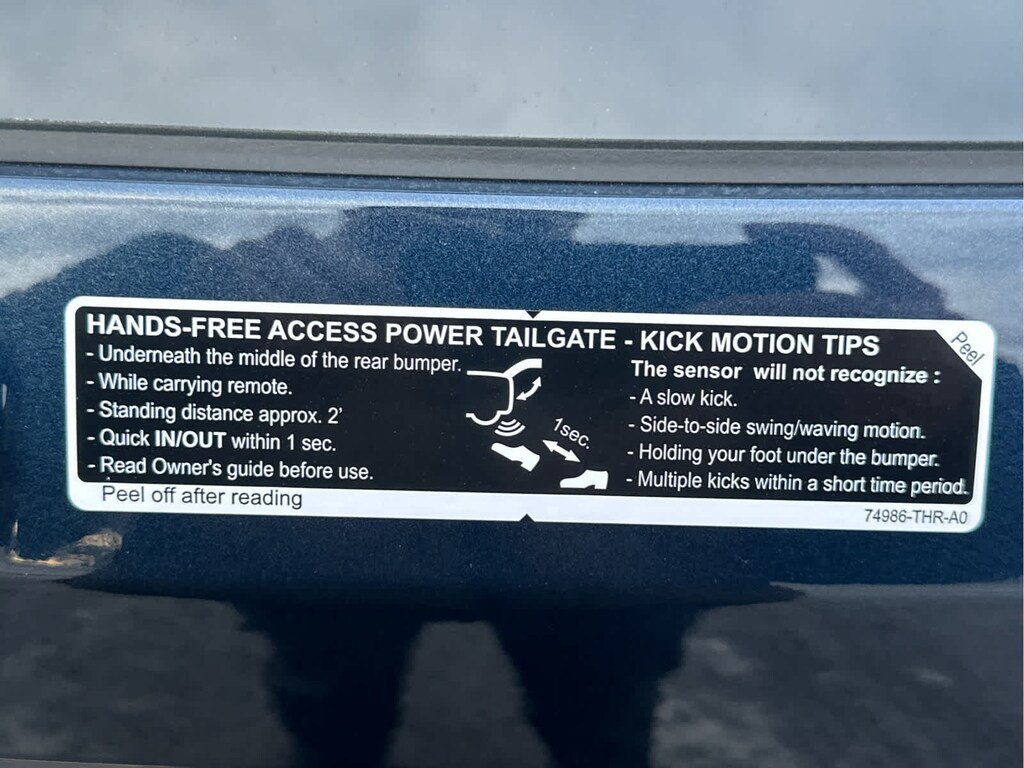 HANDS-FREE ACCESS POWER TAILGATE - KICK MOTION TIPS
- Underneath the middle of the rear bumper.
- While carrying remote.
- Standing distance approx. 2'
- Quick IN/OUT within 1 sec.
- Read Owner's guide before use.
1sec.
The sensor will not recognize :
- A slow kick.
- Side-to-side swing/waving motion.
- Holding your foot under the bumper.
- Multiple kicks within a short time period.
Peel
Peel off after reading
74986-THR-A0